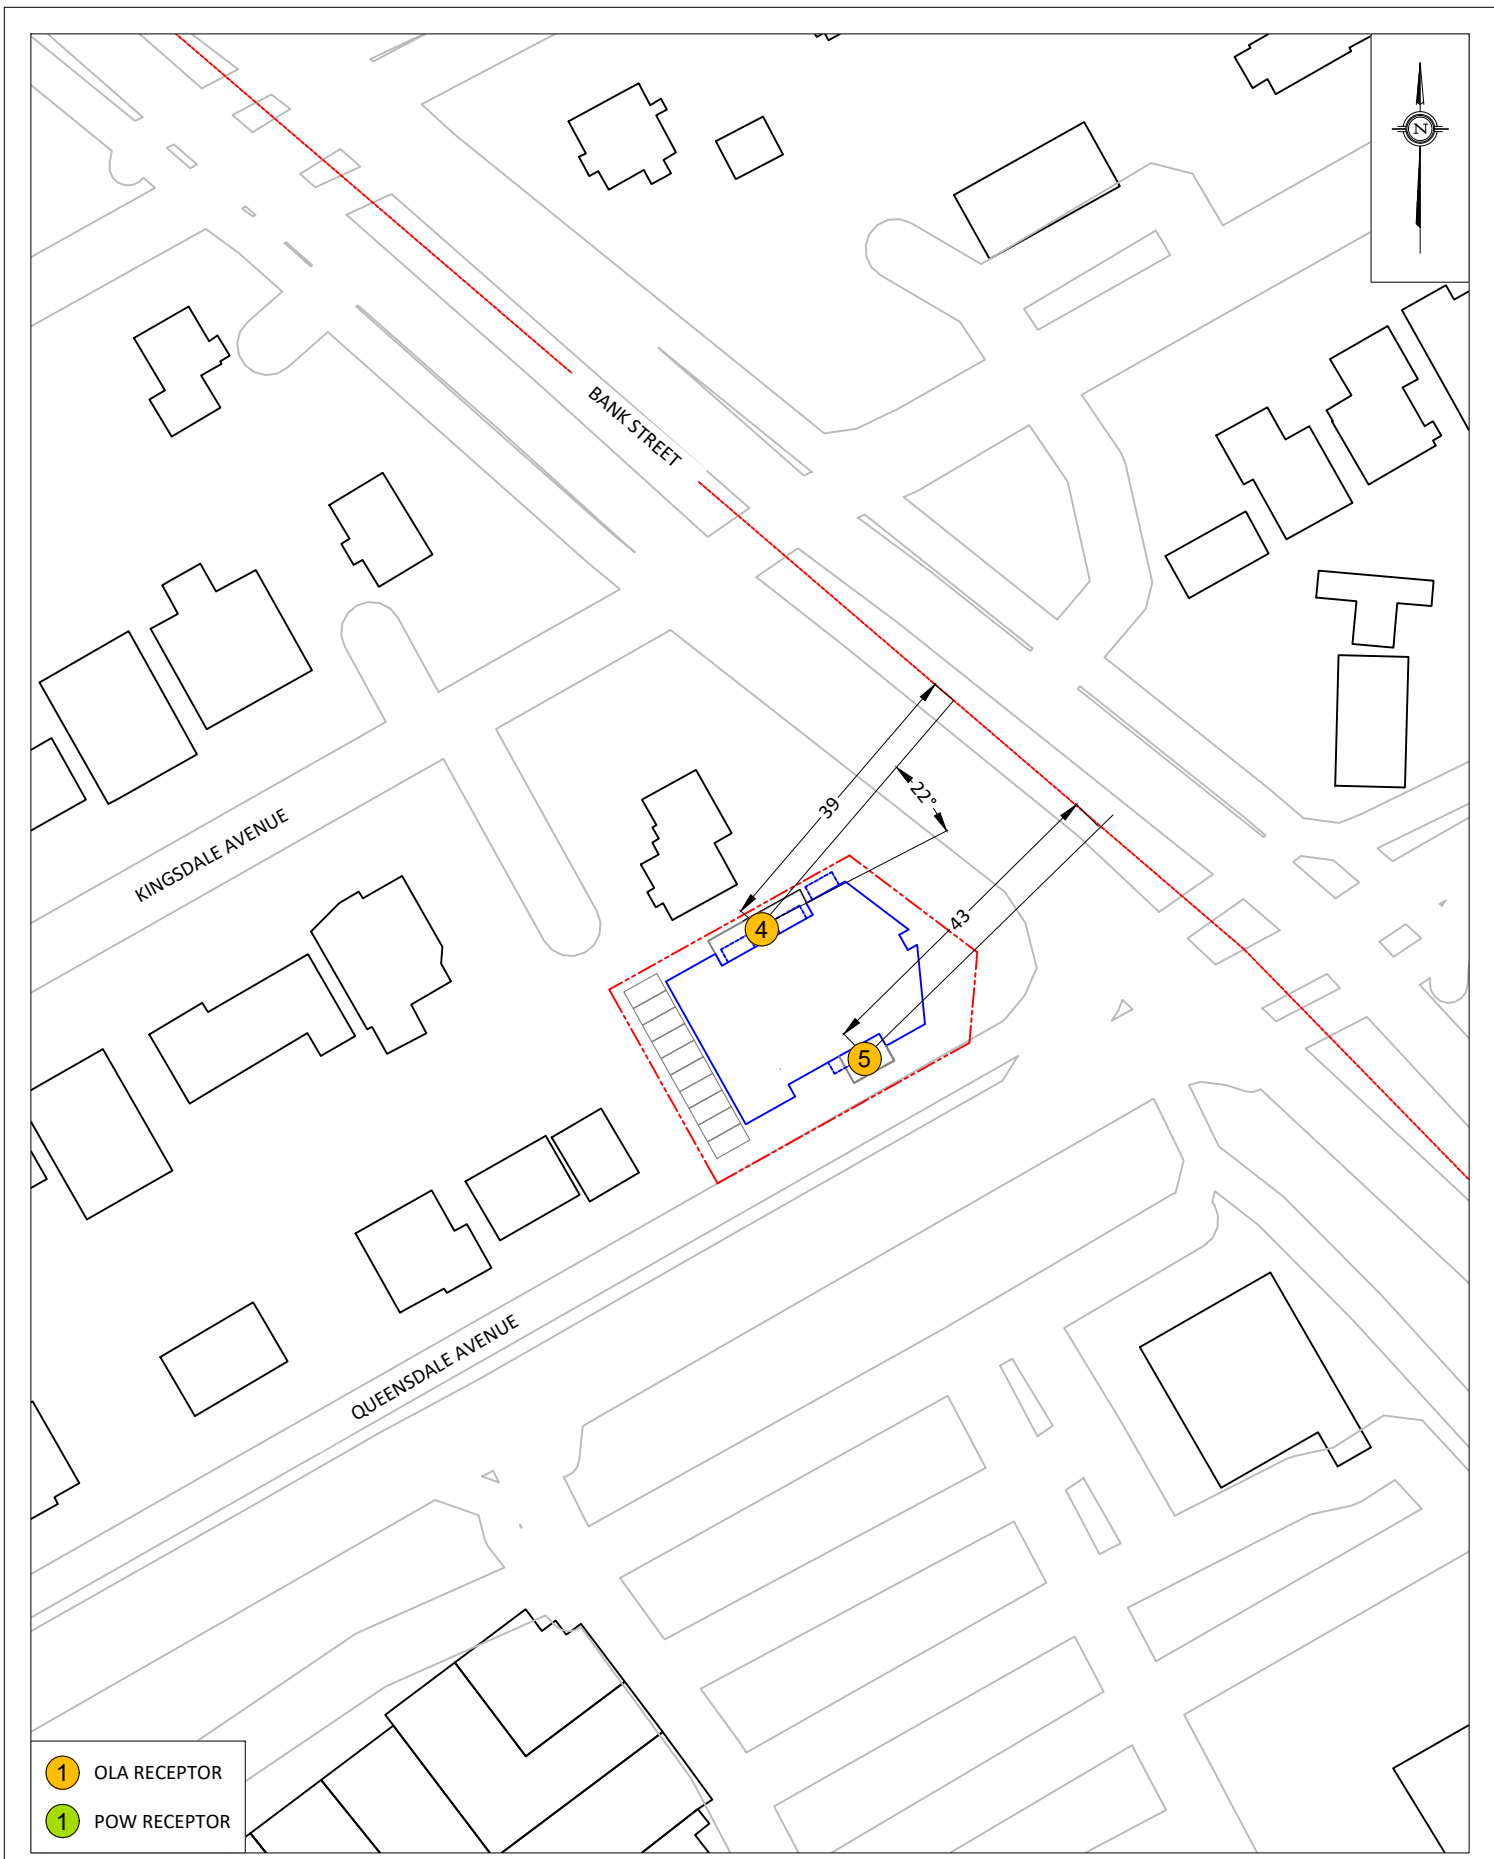 N
BANK STREET
39
22°
43
KINGSDALE AVENUE
4
5
QUEENSDALE AVENUE
1 OLA RECEPTOR
1 POW RECEPTOR